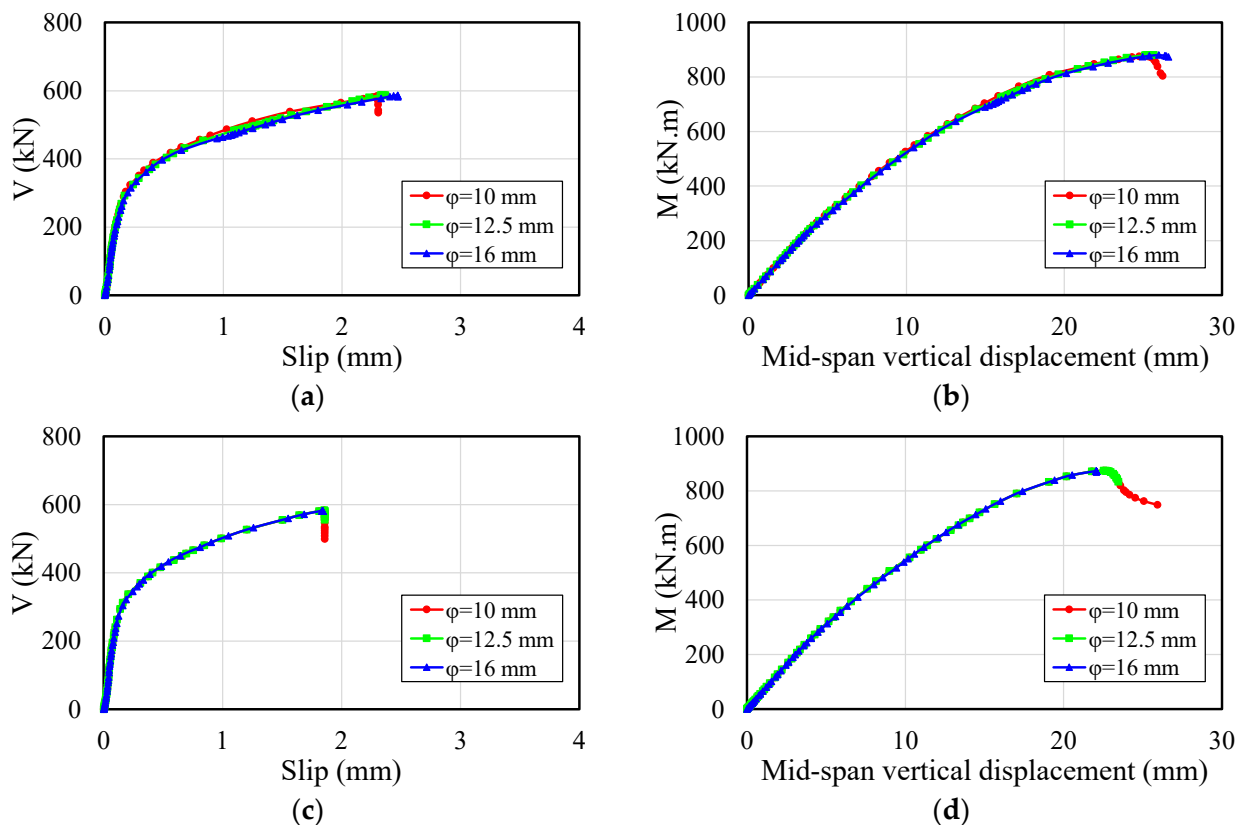 V (kN)
800
600
400
200
0
0 1 2 3 4
Slip (mm)
φ=10 mm
φ=12.5 mm
φ=16 mm
(a)
M (kN.m)
1000
800
600
400
200
0
0 10 20 30
Mid-span vertical displacement (mm)
φ=10 mm
φ=12.5 mm
φ=16 mm
(b)
V (kN)
800
600
400
200
0
0 1 2 3 4
Slip (mm)
φ=10 mm
φ=12.5 mm
φ=16 mm
(c)
M (kN.m)
1000
800
600
400
200
0
0 10 20 30
Mid-span vertical displacement (mm)
φ=10 mm
φ=12.5 mm
φ=16 mm
(d)